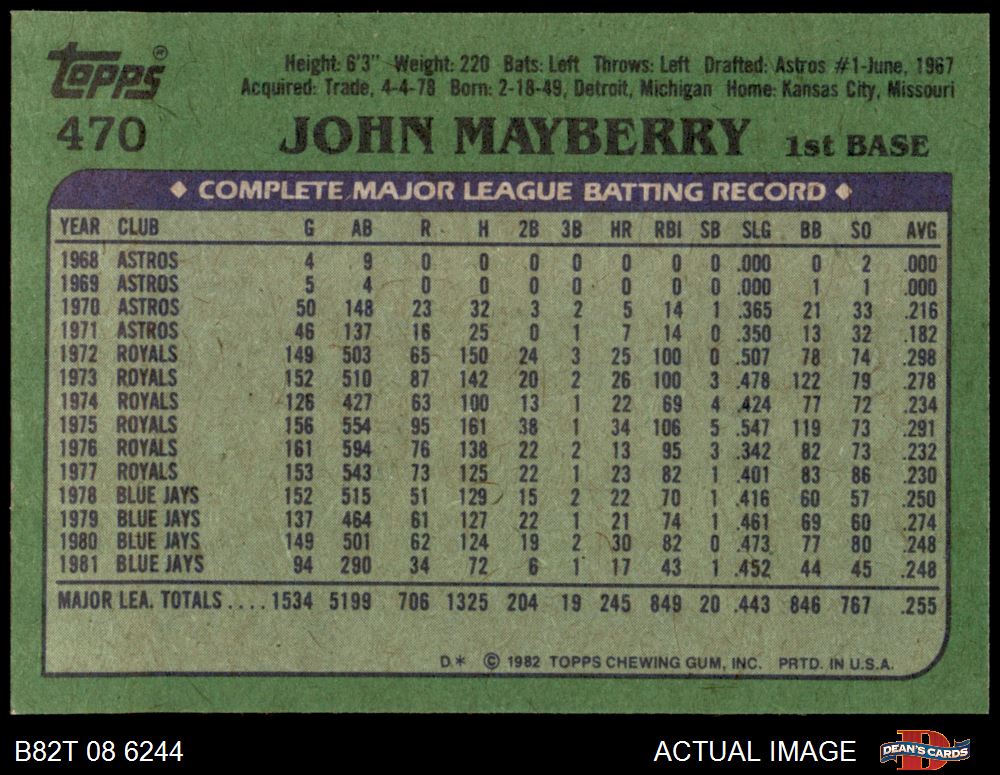 Topps®
Height: 6'3" Weight: 220 Bats: Left Throws: Left Drafted: Astros #1-June, 1967
Acquired: Trade, 4-4-78 Born: 2-18-49, Detroit, Michigan Home: Kansas City, Missouri
470 JOHN MAYBERRY 1st BASE
◆ COMPLETE MAJOR LEAGUE BATTING RECORD ◆
YEAR CLUB G AB R H 2B 3B HR RBI SB SLG BB SO AVG
1968 ASTROS 4 9 0 0 0 0 0 0 0 .000 0 2 .000
1969 ASTROS 5 4 0 0 0 0 0 0 0 .000 1 1 .000
1970 ASTROS 50 148 23 32 3 2 5 14 1 .365 21 33 .216
1971 ASTROS 46 137 16 25 0 1 7 14 0 .350 13 32 .182
1972 ROYALS 149 503 65 150 24 3 25 100 0 .507 78 74 .298
1973 ROYALS 152 510 87 142 20 2 26 100 3 .478 122 79 .278
1974 ROYALS 126 427 63 100 13 1 22 69 4 .424 77 72 .234
1975 ROYALS 156 554 95 161 38 1 34 106 5 .547 119 73 .291
1976 ROYALS 161 594 76 138 22 2 13 95 3 .342 82 73 .232
1977 ROYALS 153 543 73 125 22 1 23 82 1 .401 83 86 .230
1978 BLUE JAYS 152 515 51 129 15 2 22 70 1 .416 60 57 .250
1979 BLUE JAYS 137 464 61 127 22 1 21 74 1 .461 69 60 .274
1980 BLUE JAYS 149 501 62 124 19 2 30 82 0 .473 77 80 .248
1981 BLUE JAYS 94 290 34 72 6 1 17 43 1 .452 44 45 .248
MAJOR LEA. TOTALS.... 1534 5199 706 1325 204 19 245 849 20 .443 846 767 .255
D* © 1982 TOPPS CHEWING GUM, INC. PRTD. IN U.S.A.
B82T 08 6244 ACTUAL IMAGE DEAN'S CARDS